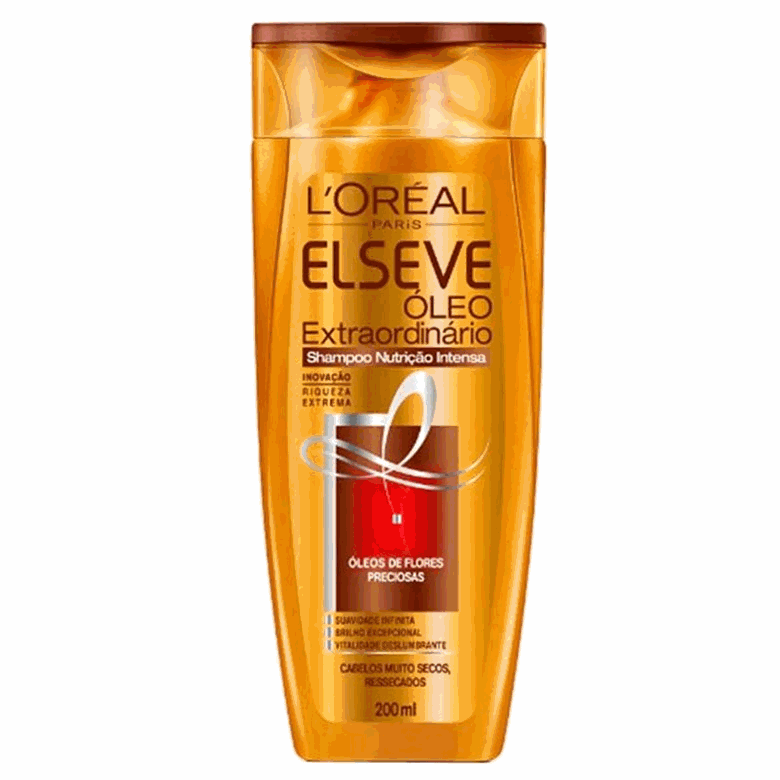 L'ORÉAL
PARIS
ELSEVE
ÓLEO
Extraordinário
Shampoo Nutrição Intensa
INOVAÇÃO
RIQUEZA
EXTREMA
ÓLEOS DE FLORES
PRECIOSAS
SUAVIDADE INFINITA
BRILHO EXCEPCIONAL
VITALIDADE DESLUMBRANTE
CABELOS MUITO SECOS,
RESSECADOS
200ml